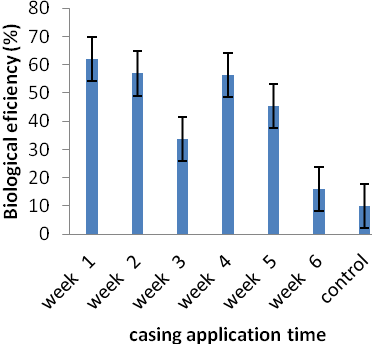 80
70
60
50
40
30
20
10
0
Biological eficiency (%)
week 1
week 2
week 3
week 4
week 5
week 6
control
casing application time